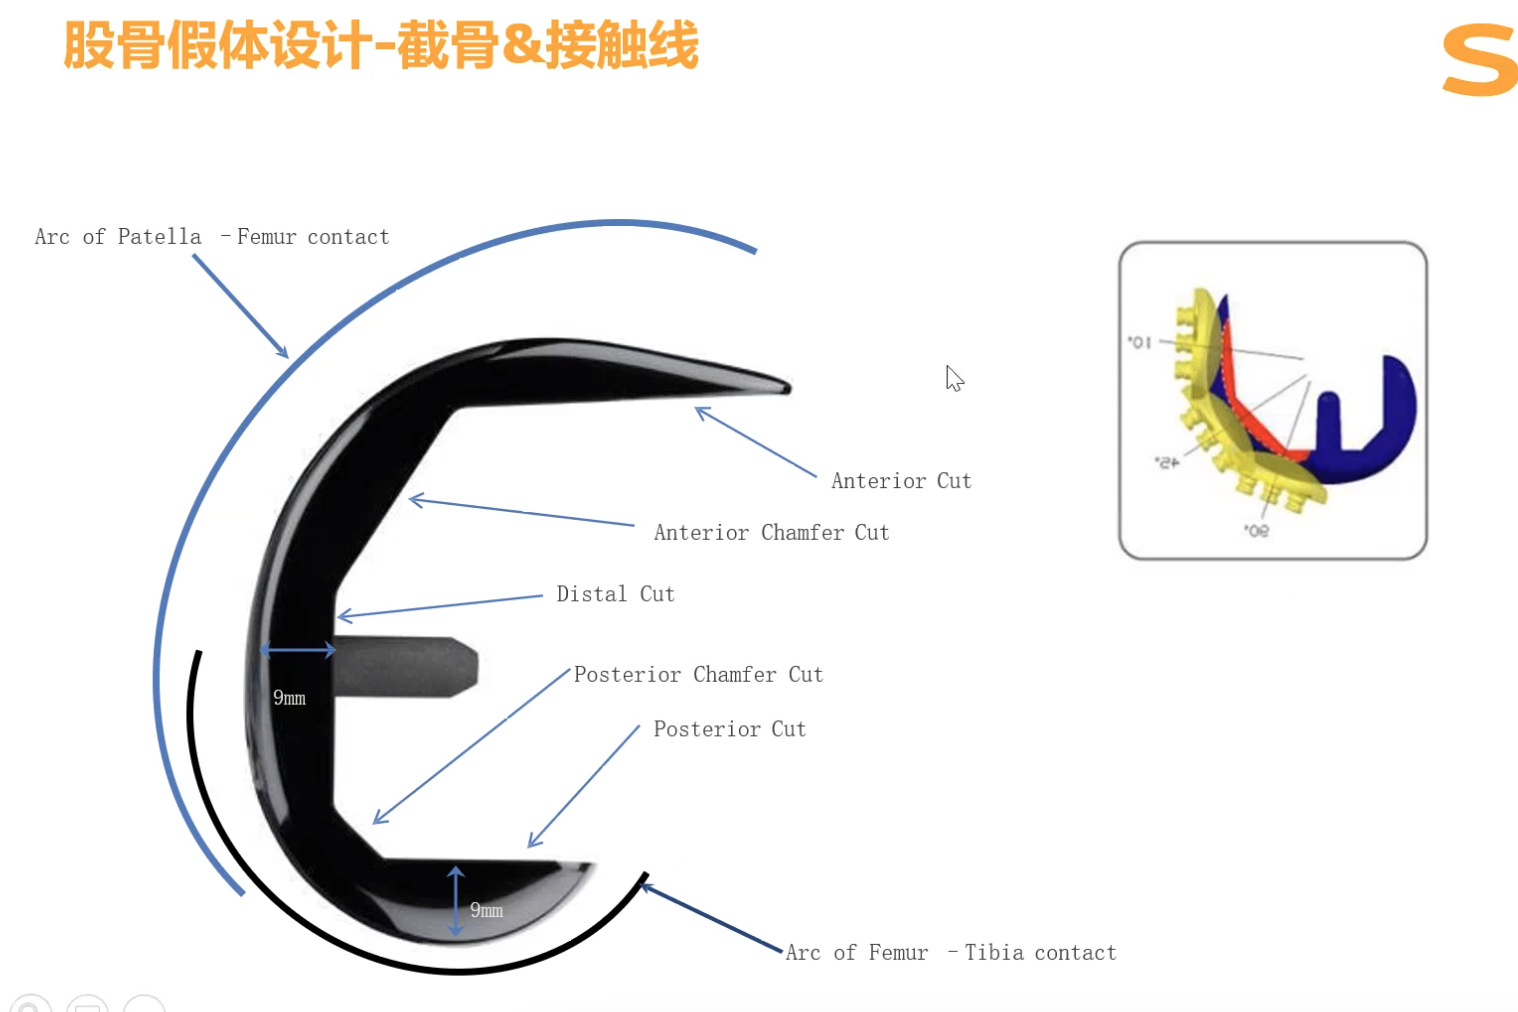 股骨假体设计-截骨&接触线
S
Arc of Patella －Femur contact
Anterior Cut
Anterior Chamfer Cut
Distal Cut
Posterior Chamfer Cut
9mm
Posterior Cut
9mm
Arc of Femur －Tibia contact
10°
45°
90°